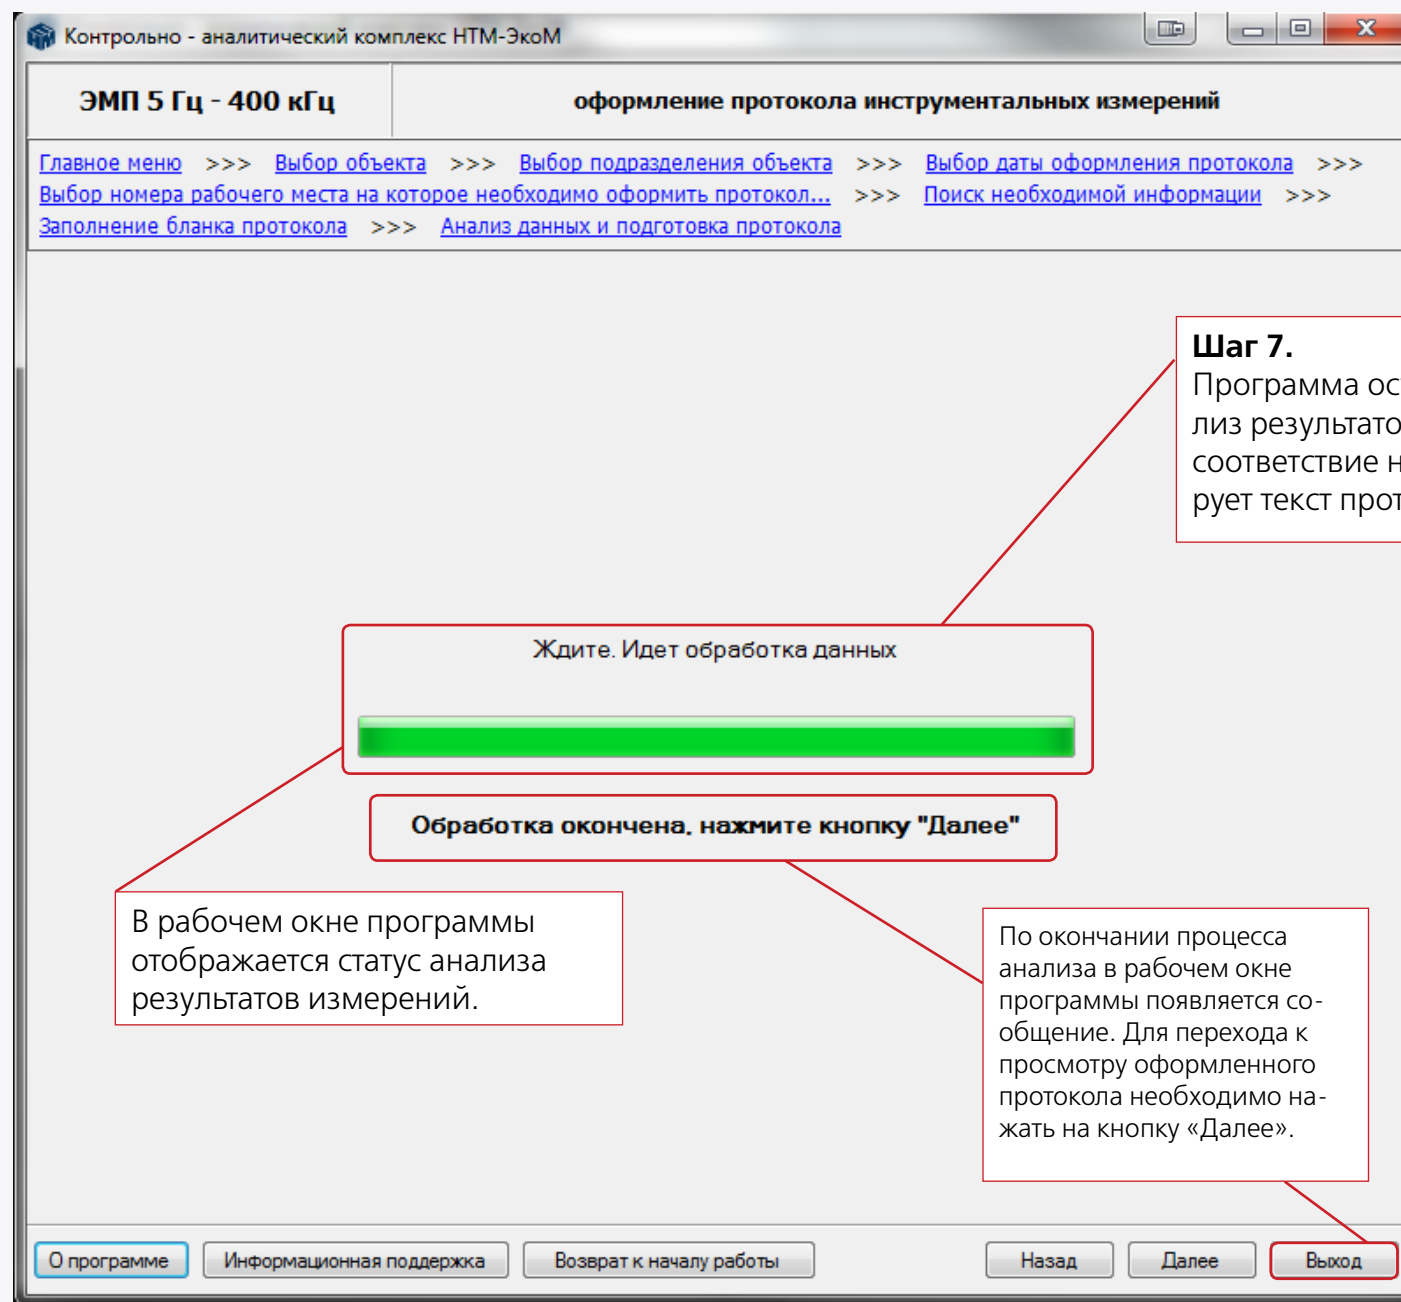 Контрольно - аналитический комплекс НТМ-ЭкоМ
ЭМП 5 Гц - 400 кГц
оформление протокола инструментальных измерений
Главное меню >>> Выбор объекта >>> Выбор подразделения объекта >>> Выбор даты оформления протокола >>>
Выбор номера рабочего места на которое необходимо оформить протокол... >>> Поиск необходимой информации >>>
Заполнение бланка протокола >>> Анализ данных и подготовка протокола
Шаг 7.
Программа
лиз
соответствие
рует текст
Ждите. Идет обработка данных
Обработка окончена, нажмите кнопку "Далее"
В рабочем окне программы
отображается статус анализа
результатов измерений.
По окончании процесса
анализа в рабочем окне
программы появляется со-
общение. Для перехода к
просмотру оформленного
протокола необходимо на-
жать на кнопку «Далее».
О программе
Информационная поддержка
Возврат к началу работы
Назад
Далее
Выход